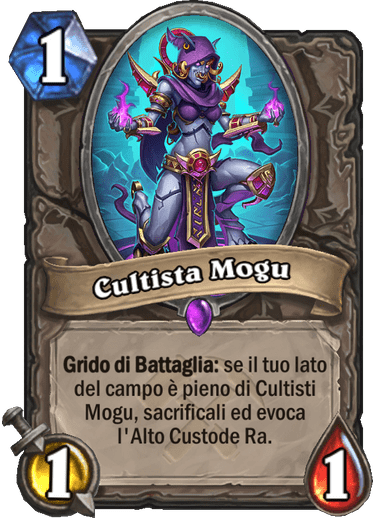 1
Cultista Mogu
Grido di Battaglia: se il tuo lato
del campo è pieno di Cultisti
Mogu, sacrificali ed evoca
l'Alto Custode Ra.
1
1